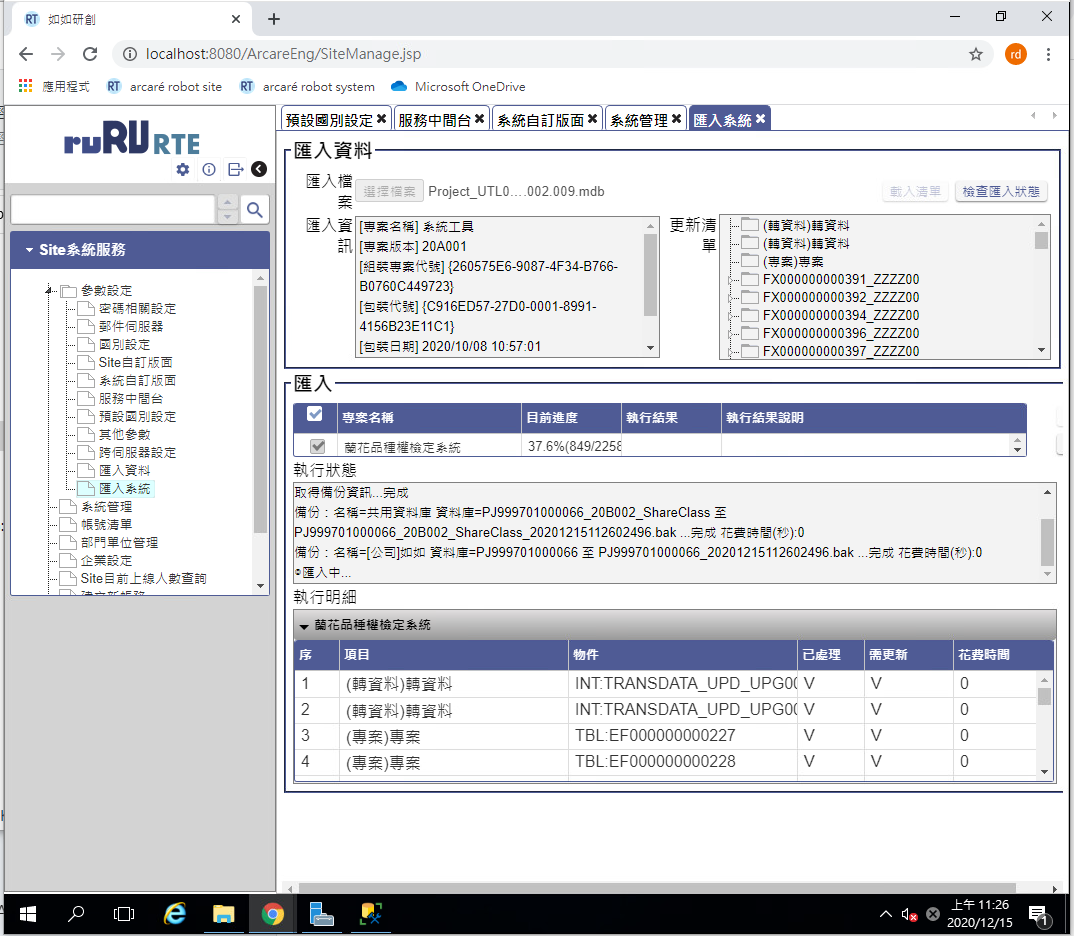 RT 如如研創
localhost:8080/ArcareEng/SiteManage.jsp
rd
應用程式 RT arcaré robot site RT arcaré robot system Microsoft OneDrive
ruRU RTE
預設國別設定 服務中間台 系統自訂版面 系統管理 匯入系統
Site系統服務
參數設定
密碼相關設定
郵件伺服器
國別設定
Site自訂版面
系統自訂版面
服務中間台
預設國別設定
其他參數
跨伺服器設定
匯入資料
匯入系統
系統管理
帳號清單
部門單位管理
企業設定
Site目前上線人數查詢
匯入資料
匯入檔案
選擇檔案 Project_UTL0....002.009.mdb
載入清單 檢查匯入狀態
匯入資訊
[專案名稱] 系統工具
[專案版本] 20A001
[組裝專案代號] {260575E6-9087-4F34-B766-
B0760C449723}
[包裝代號] {C916ED57-27D0-0001-8991-
4156B23E11C1}
[包裝日期] 2020/10/08 10:57:01
更新清單
(轉資料)轉資料
(轉資料)轉資料
(專案)專案
FX000000000391_ZZZZ00
FX000000000392_ZZZZ00
FX000000000394_ZZZZ00
FX000000000396_ZZZZ00
FX000000000397_ZZZZ00
匯入
專案名稱 目前進度 執行結果 執行結果說明
蘭花品種權檢定系統 37.6%(849/2258
執行狀態
取得備份資訊...完成
備份：名稱=共用資料庫 資料庫=PJ999701000066_20B002_ShareClass 至
PJ999701000066_20B002_ShareClass_20201215112602496.bak ...完成 花費時間(秒):0
備份：名稱=[公司]如如 資料庫=PJ999701000066 至 PJ999701000066_20201215112602496.bak ...完成 花費時間(秒):0
匯入中...
執行明細
蘭花品種權檢定系統
序 項目 物件 已處理 需更新 花費時間
1 (轉資料)轉資料 INT:TRANSDATA_UPD_UPG00 V V 0
2 (轉資料)轉資料 INT:TRANSDATA_UPD_UPG00 V V 0
3 (專案)專案 TBL:EF000000000227 V V 0
4 (專案)專案 TBL:EF000000000228 V V 0
上午 11:26
2020/12/15
1